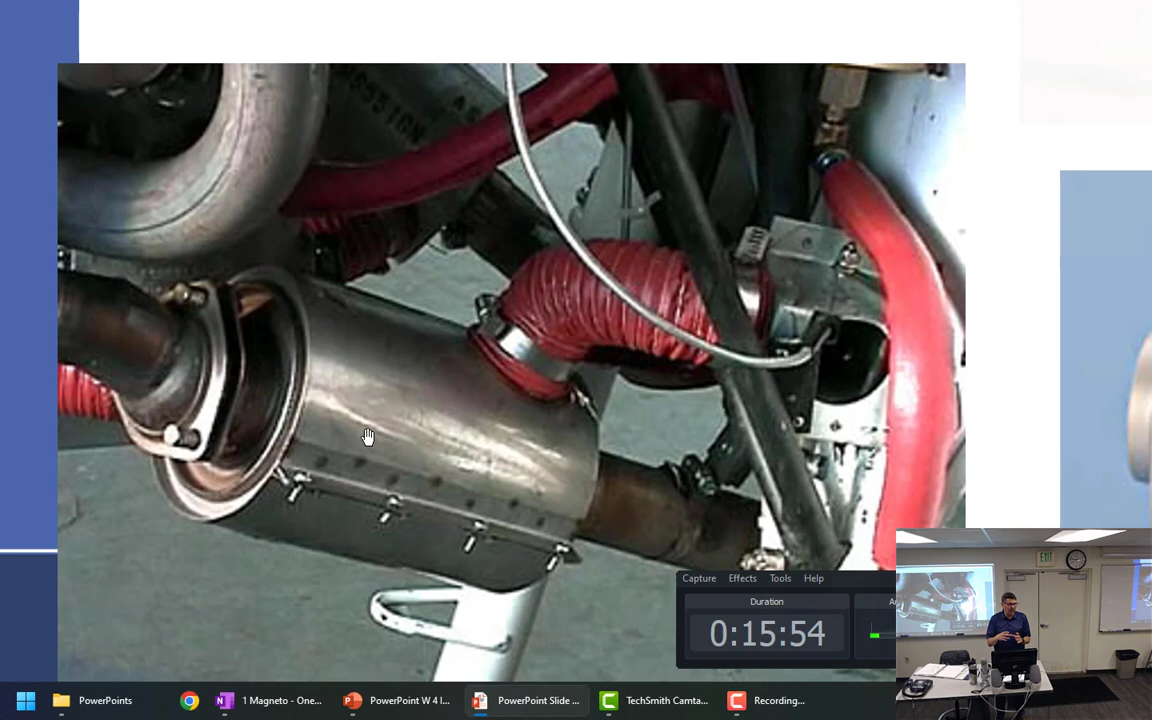 Capture Effects Tools Help
Duration
0:15:54
EXIT
PowerPoints
1 Magneto - One...
PowerPoint W 4 I...
PowerPoint Slide ...
TechSmith Camta...
Recording...